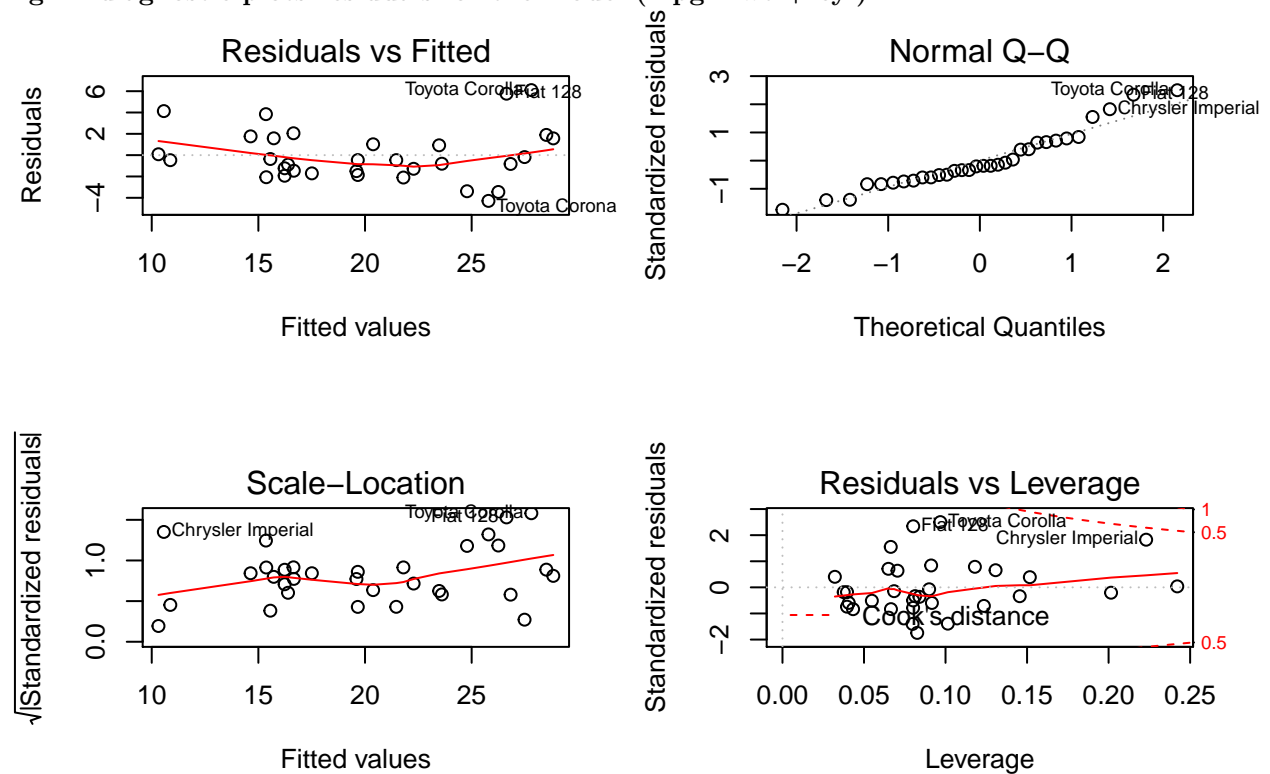 Residuals vs Fitted
Residuals
6
2
−4
Toyota Corolla
Fiat 128
Toyota Corona
10 15 20 25
Fitted values
Normal Q−Q
Standardized residuals
3
1
−1
Toyota Corolla
Fiat 128
Chrysler Imperial
−2 −1 0 1 2
Theoretical Quantiles
Scale−Location
√|Standardized residuals|
1.0
0.0
Chrysler Imperial
Toyota Corolla
Fiat 128
10 15 20 25
Fitted values
Residuals vs Leverage
Standardized residuals
2
0
−2
Fiat 128
Toyota Corolla
Chrysler Imperial
1
0.5
0.5
Cook's distance
0.00 0.05 0.10 0.15 0.20 0.25
Leverage